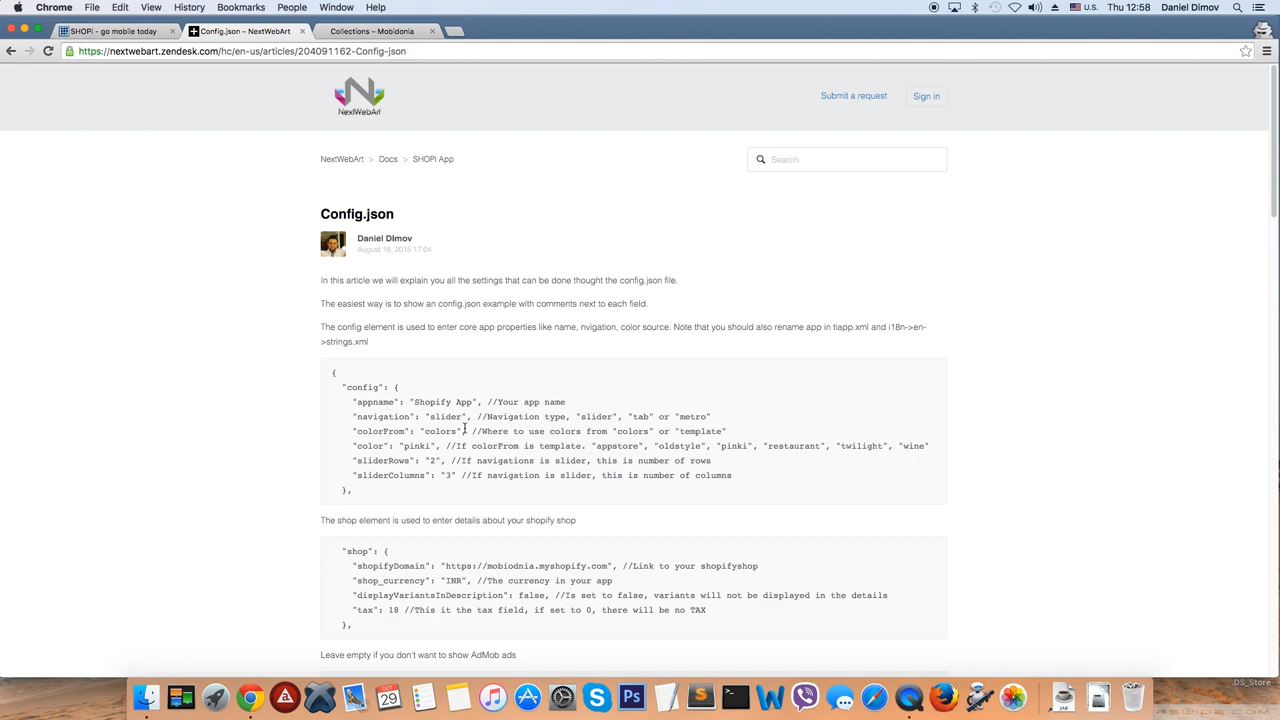 Chrome File Edit View History Bookmarks People Window Help U.S. Thu 12:58 Daniel Dimov
SHOPi - go mobile today Config.json – NextWebArt Collections – Mobidonia
https://nextwebart.zendesk.com/hc/en-us/articles/204091162-Config-json
NextWebArt
Submit a request Sign in
NextWebArt > Docs > SHOPi App Search
Config.json
Daniel DImov
August 18, 2015 17:04
In this article we will explain you all the settings that can be done thought the config.json file.
The easiest way is to show an config.json example with comments next to each field.
The config element is used to enter core app properties like name, nvigation, color source. Note that you should also rename app in tiapp.xml and i18n->en-
>strings.xml
{
"config": {
"appname": "Shopify App", //Your app name
"navigation": "slider", //Navigation type, "slider", "tab" or "metro"
"colorFrom": "colors", //Where to use colors from "colors" or "template"
"color": "pinki", //If colorFrom is template. "appstore", "oldstyle", "pinki", "restaurant", "twilight", "wine"
"sliderRows": "2", //If navigations is slider, this is number of rows
"sliderColumns": "3" //If navigation is slider, this is number of columns
},
The shop element is used to enter details about your shopify shop
"shop": {
"shopifyDomain": "https://mobiodnia.myshopify.com", //Link to your shopifyshop
"shop_currency": "INR", //The currency in your app
"displayVariantsInDescription": false, //Is set to false, variants will not be displayed in the details
"tax": 18 //This it the tax field, if set to 0, there will be no TAX
},
Leave empty if you don't want to show AdMob ads
.DS_Store
OCT
29
JAR